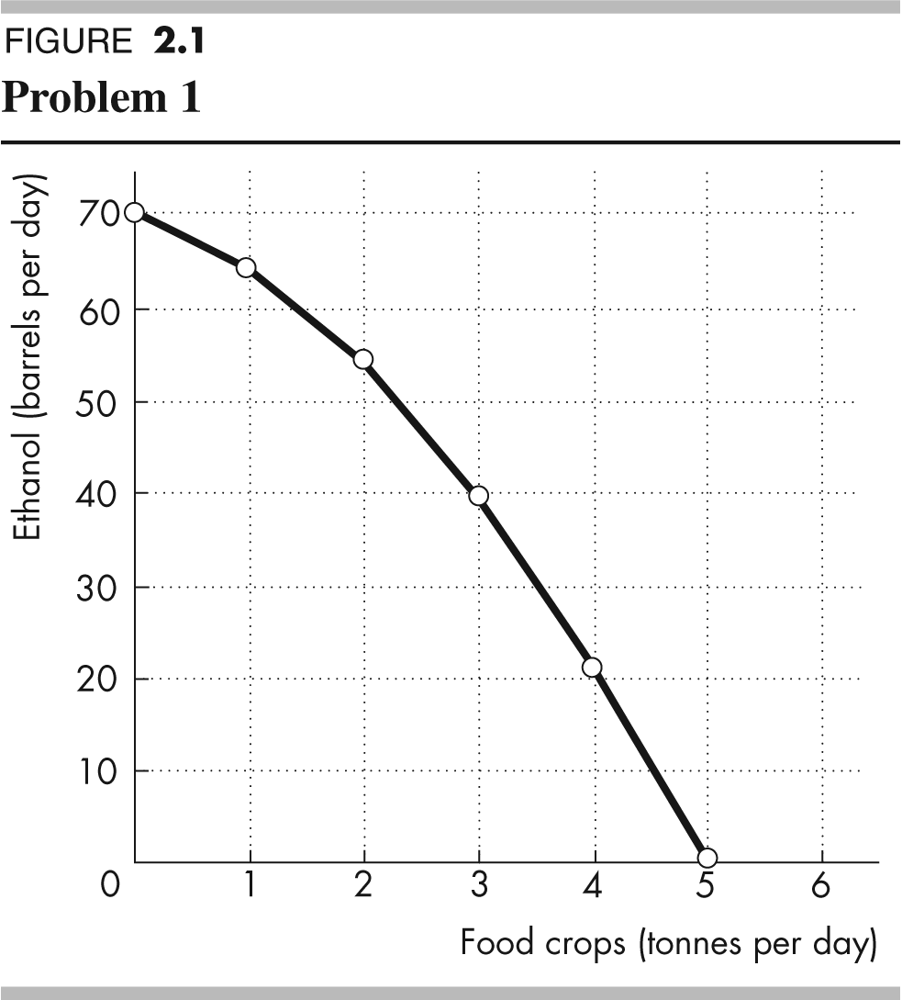 FIGURE 2.1
Problem 1
Ethanol (barrels per day)
70
60
50
40
30
20
10
0 1 2 3 4 5 6
Food crops (tonnes per day)